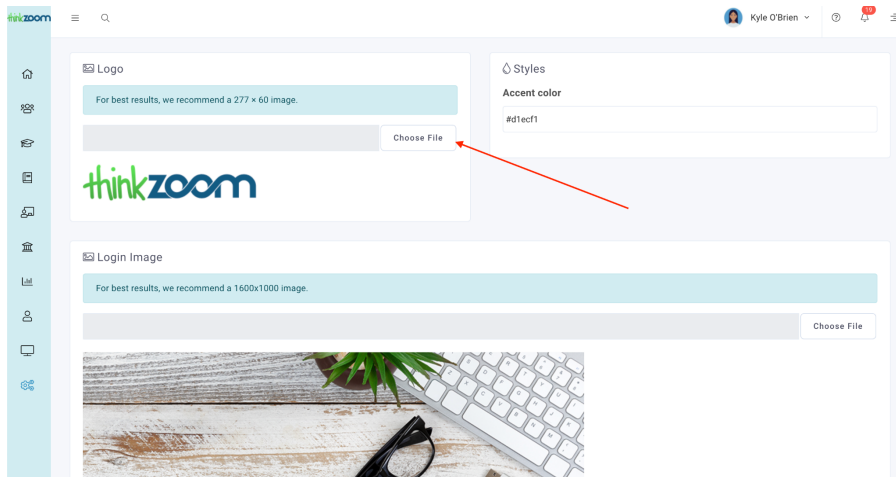 thinkzoom
Kyle O'Brien
19
Logo
For best results, we recommend a 277 × 60 image.
Choose File
thinkzoom
Styles
Accent color
#d1ecf1
Login Image
For best results, we recommend a 1600x1000 image.
Choose File